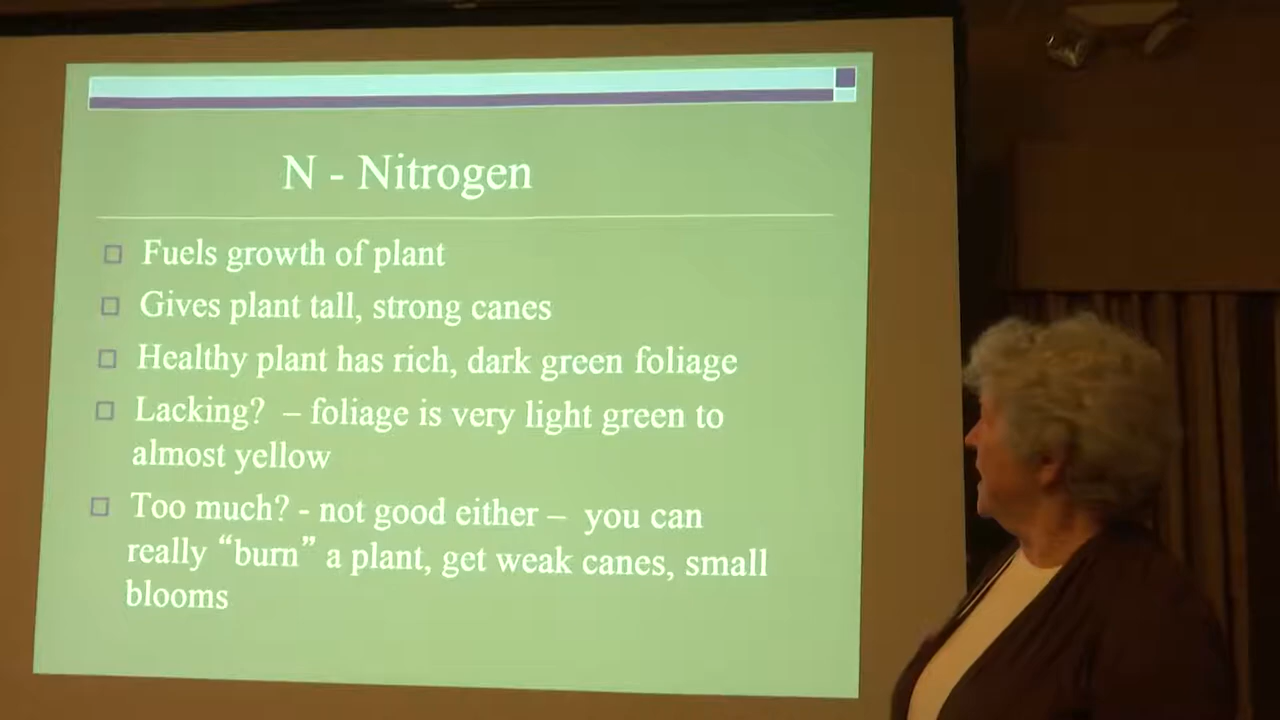 N - Nitrogen
Fuels growth of plant
Gives plant tall, strong canes
Healthy plant has rich, dark green foliage
Lacking? – foliage is very light green to
almost yellow
Too much? - not good either – you can
really “burn” a plant, get weak canes, small
blooms